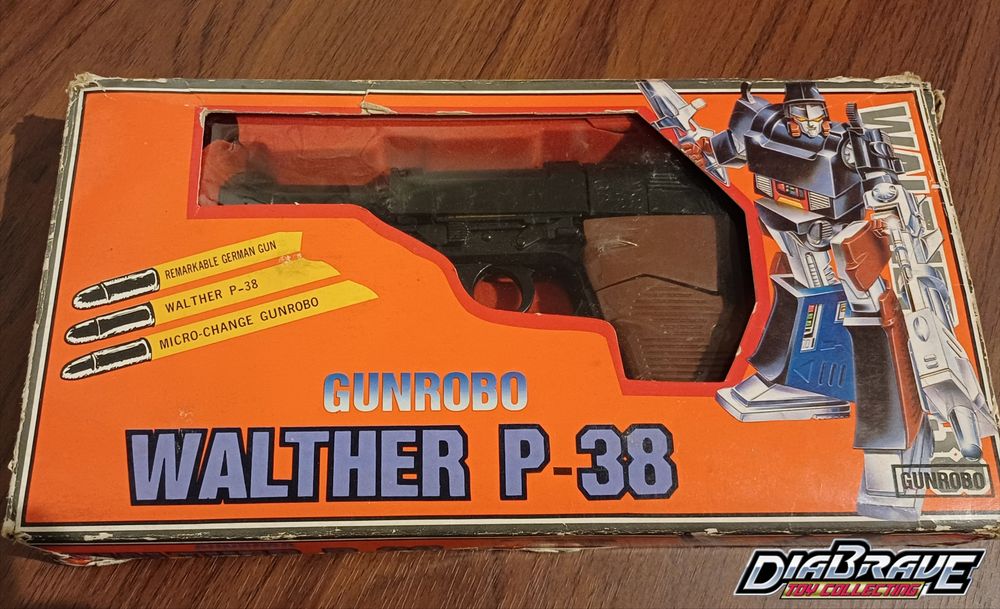 REMARKABLE GERMAN GUN
WALTHER P-38
MICRO-CHANGE GUNROBO
GUNROBO
WALTHER P-38
GUNROBO
DIABRAVE
TOY COLLECTING